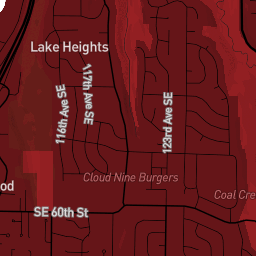 Lake Heights
116th Ave SE
117th Ave SE
123rd Ave SE
od
Cloud Nine Burgers
Coal Cre
SE 60th St